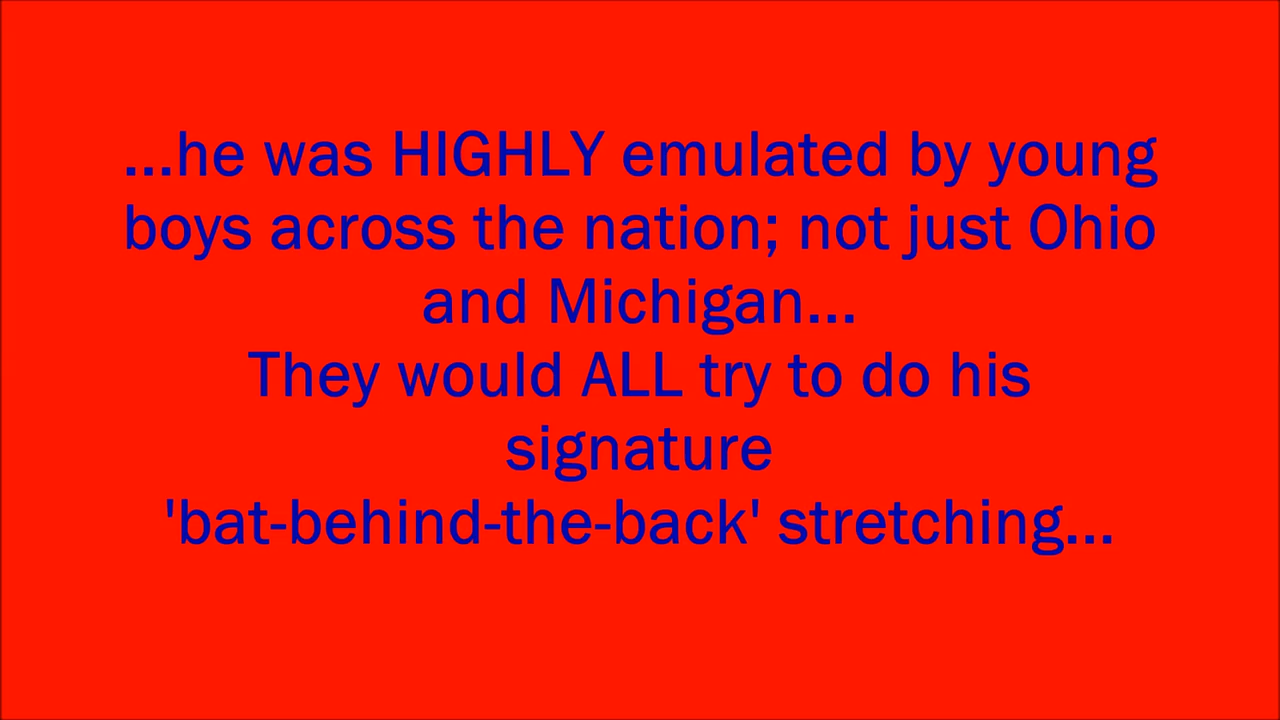 ...he was HIGHLY emulated by young
boys across the nation; not just Ohio
and Michigan...
They would ALL try to do his
signature
'bat-behind-the-back' stretching...